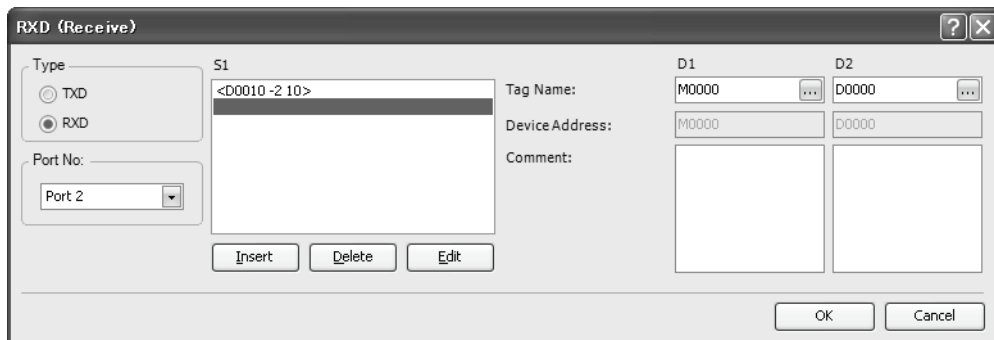 RXD (Receive)
Type
TXD
RXD
Port No:
Port 2
S1
<D0010 -2 10>
Insert Delete Edit
D1 D2
Tag Name: M0000 ... D0000 ...
Device Address: M0000 D0000
Comment:
OK Cancel